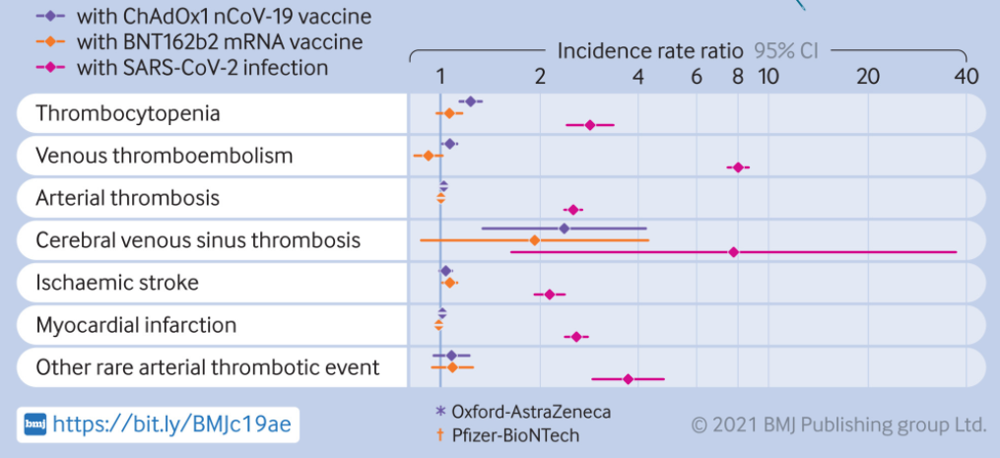 with ChAdOx1 nCoV-19 vaccine
with BNT162b2 mRNA vaccine
with SARS-CoV-2 infection
Incidence rate ratio 95% CI
1 2 4 6 8 10 20 40
Thrombocytopenia
Venous thromboembolism
Arterial thrombosis
Cerebral venous sinus thrombosis
Ischaemic stroke
Myocardial infarction
Other rare arterial thrombotic event
bmj https://bit.ly/BMJc19ae
* Oxford-AstraZeneca
† Pfizer-BioNTech
© 2021 BMJ Publishing group Ltd.